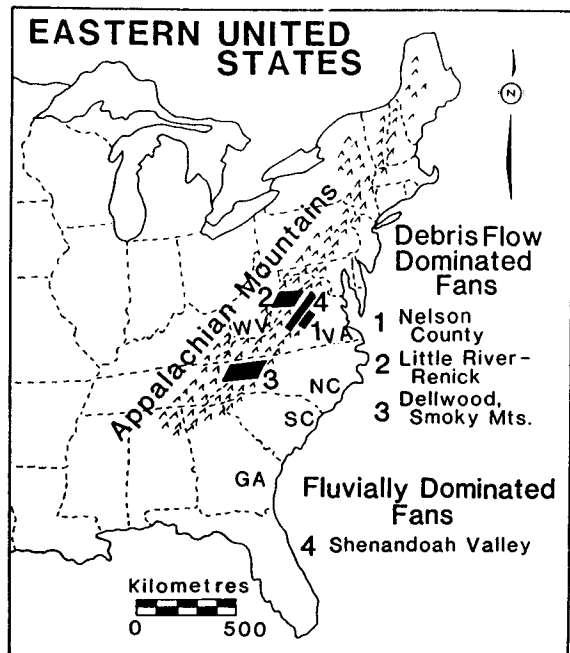 EASTERN UNITED
STATES
N
Appalachian Mountains
Debris Flow
Dominated
Fans
1 Nelson
County
2 Little River-
Renick
3 Dellwood,
Smoky Mts.
2
4
1
WV
VA
3
NC
SC
GA
Fluvially Dominated
Fans
4 Shenandoah Valley
Kilometres
0 500